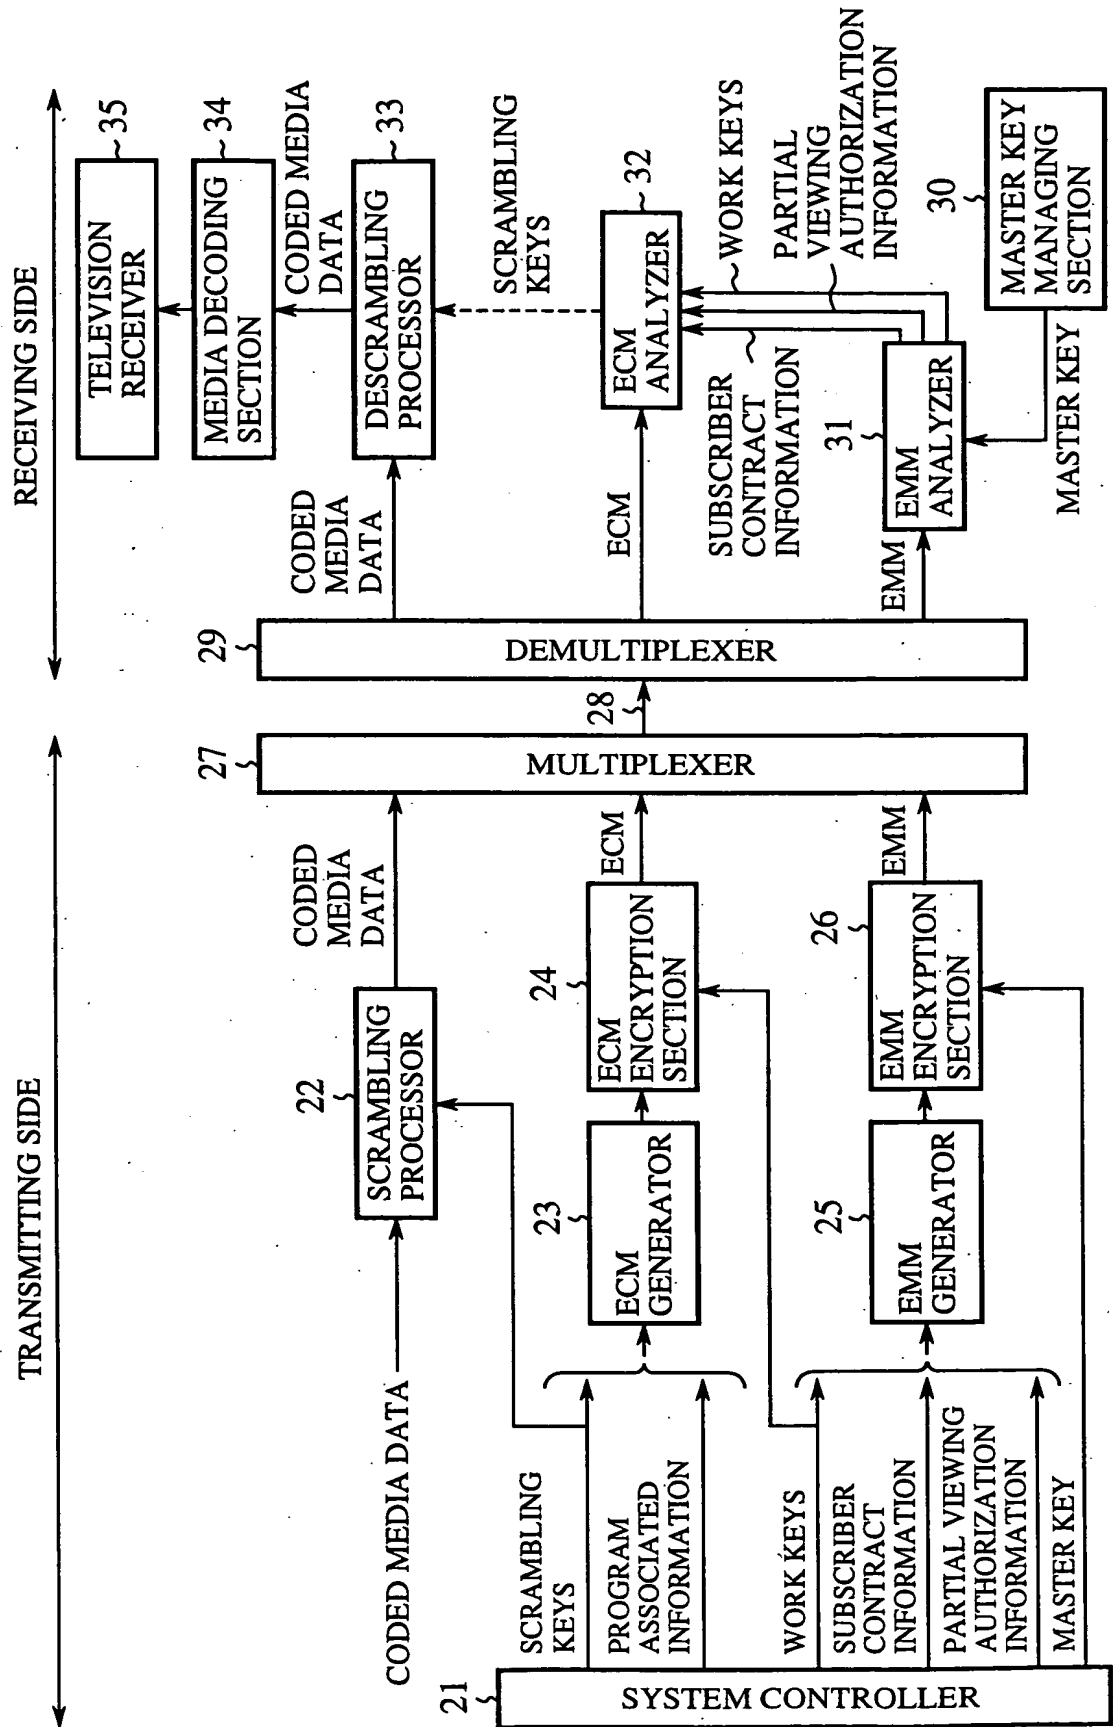 TRANSMITTING SIDE
RECEIVING SIDE
21
SYSTEM CONTROLLER
CODED MEDIA DATA
SCRAMBLING
KEYS
PROGRAM
ASSOCIATED
INFORMATION
WORK KEYS
SUBSCRIBER
CONTRACT
INFORMATION
PARTIAL VIEWING
AUTHORIZATION
INFORMATION
MASTER KEY
22
SCRAMBLING
PROCESSOR
23
ECM
GENERATOR
24
ECM
ENCRYPTION
SECTION
25
EMM
GENERATOR
26
EMM
ENCRYPTION
SECTION
CODED
MEDIA
DATA
ECM
EMM
27
MULTIPLEXER
28
29
DEMULTIPLEXER
CODED
MEDIA
DATA
ECM
EMM
35
TELEVISION
RECEIVER
34
MEDIA DECODING
SECTION
CODED MEDIA
DATA
33
DESCRAMBLING
PROCESSOR
SCRAMBLING
KEYS
32
ECM
ANALYZER
SUBSCRIBER
CONTRACT
INFORMATION
WORK KEYS
PARTIAL
VIEWING
AUTHORIZATION
INFORMATION
31
EMM
ANALYZER
MASTER KEY
30
MASTER KEY
MANAGING
SECTION